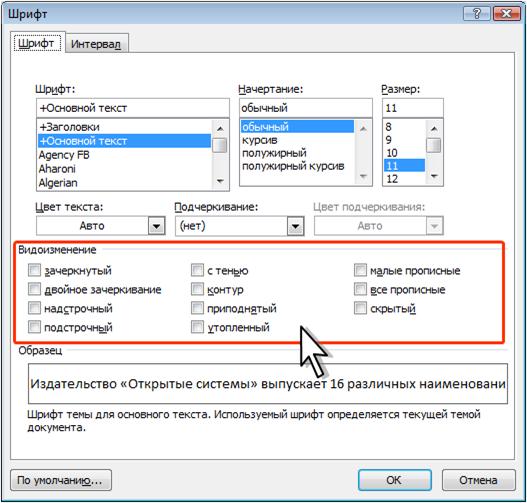 Шрифт
Шрифт Интервал
Шрифт: Начертание: Размер:
+Основной текст обычный 11
+Заголовки обычный 8
+Основной текст курсив 9
Agency FB полужирный 10
Aharoni полужирный курсив 11
Algerian 12
Цвет текста: Подчеркивание: Цвет подчеркивания:
Авто (нет) Авто
Видоизменение
зачеркнутый с тенью малые прописные
двойное зачеркивание контур все прописные
надстрочный приподнятый скрытый
подстрочный утопленный
Образец
Издательство «Открытые системы» выпускает 16 различных наименовани
Шрифт темы для основного текста. Используемый шрифт определяется текущей темой
документа.
По умолчанию... ОК Отмена